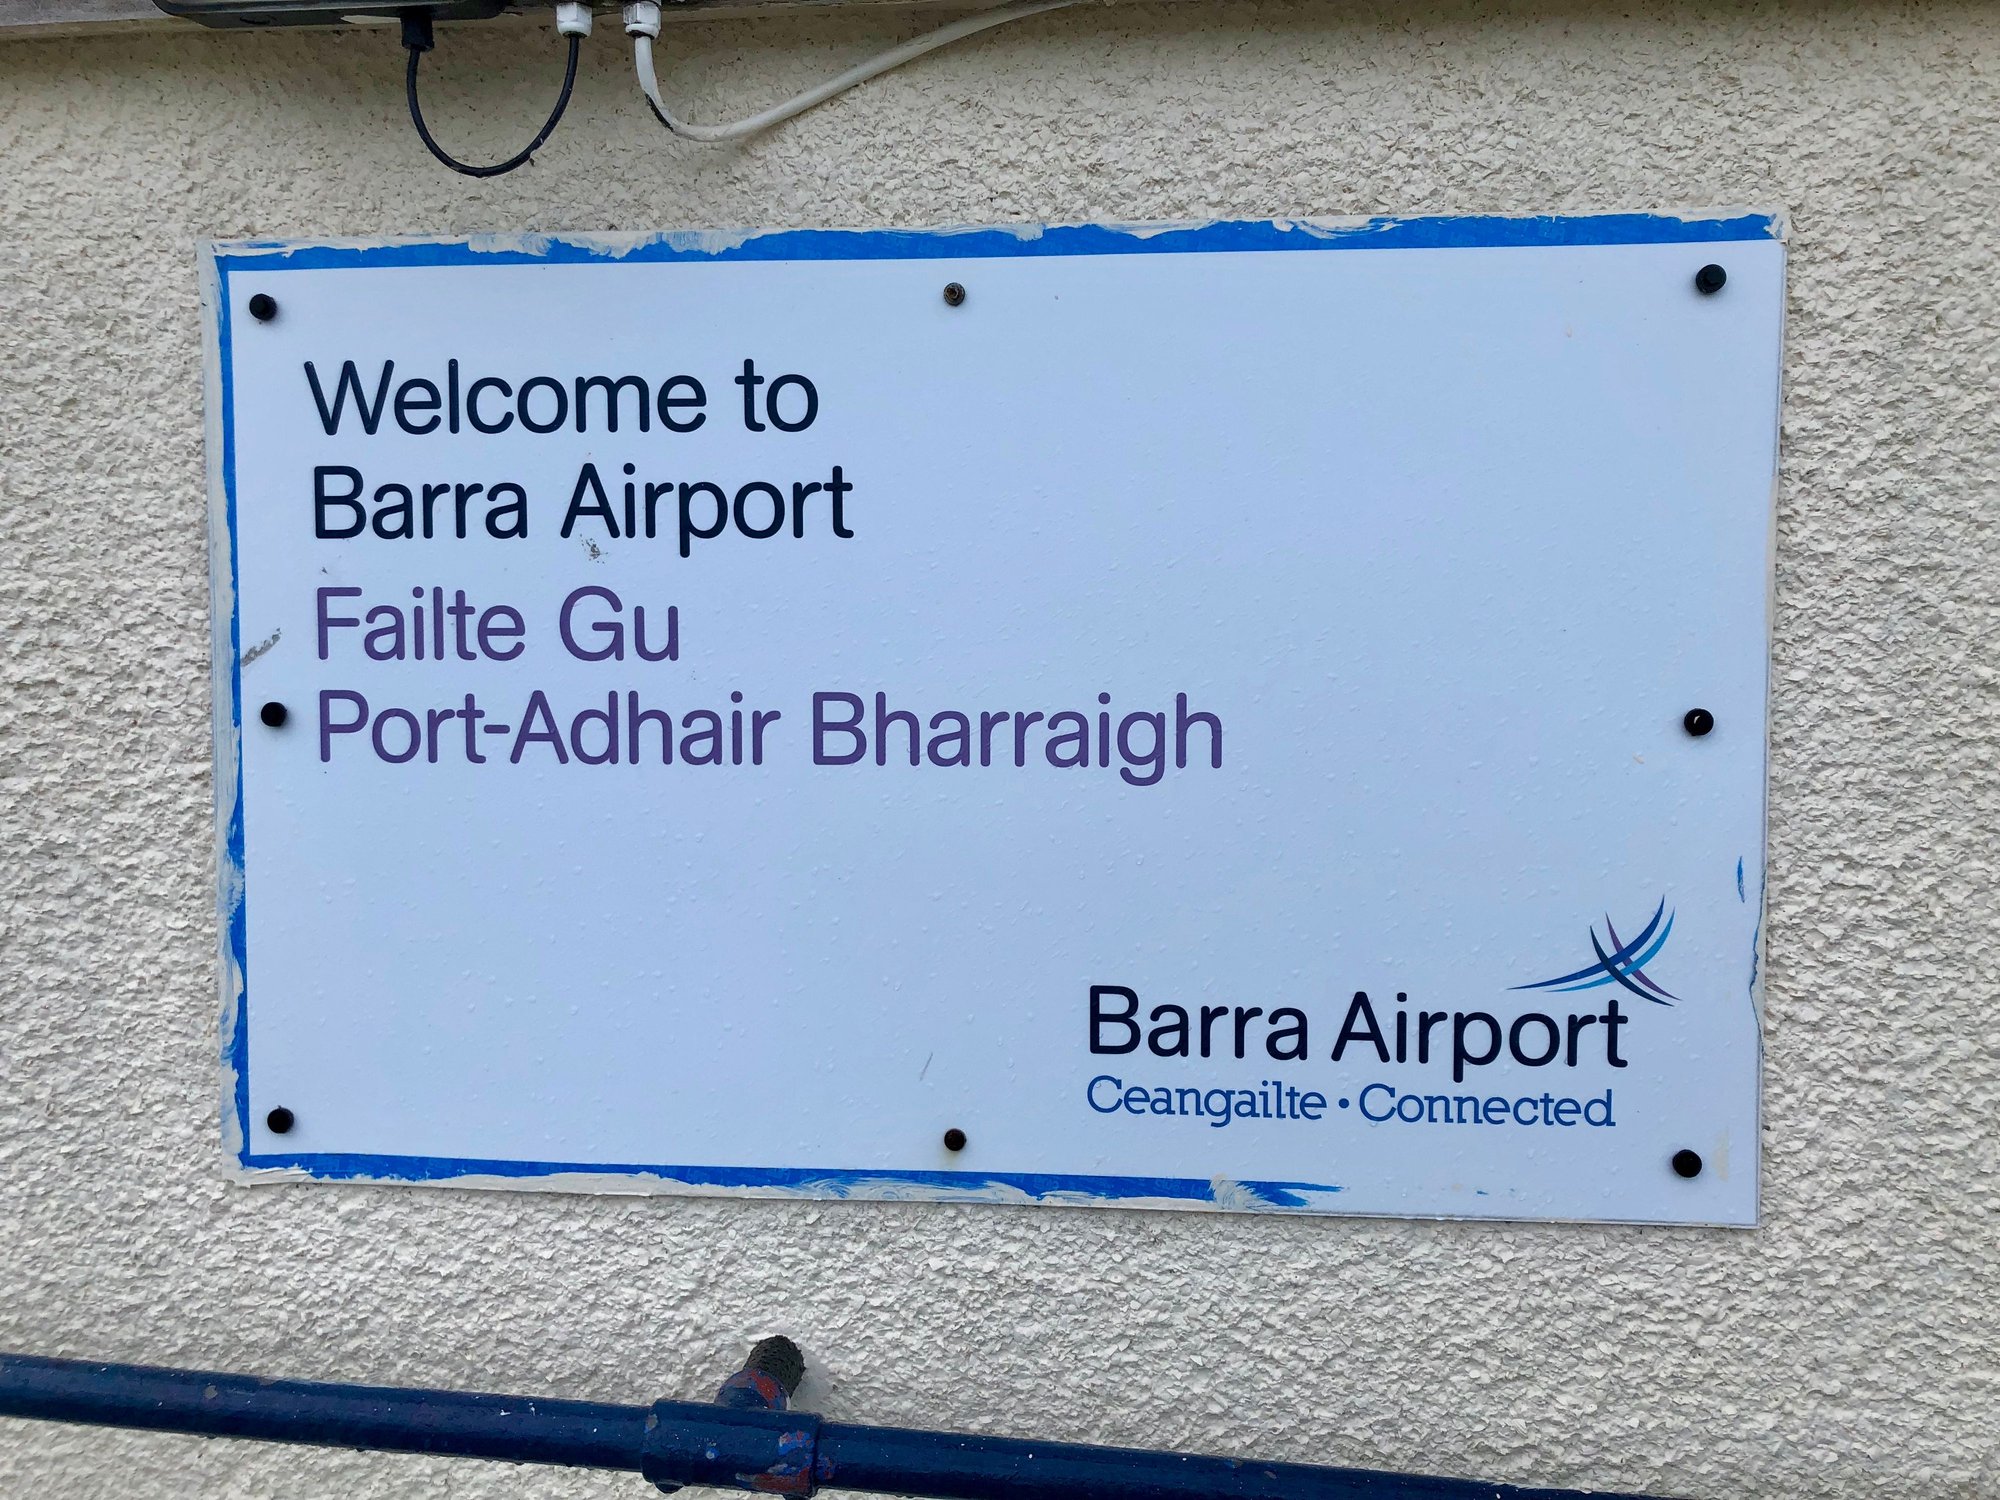 Welcome to
Barra Airport
Failte Gu
Port-Adhair Bharraigh
Barra Airport
Ceangailte • Connected